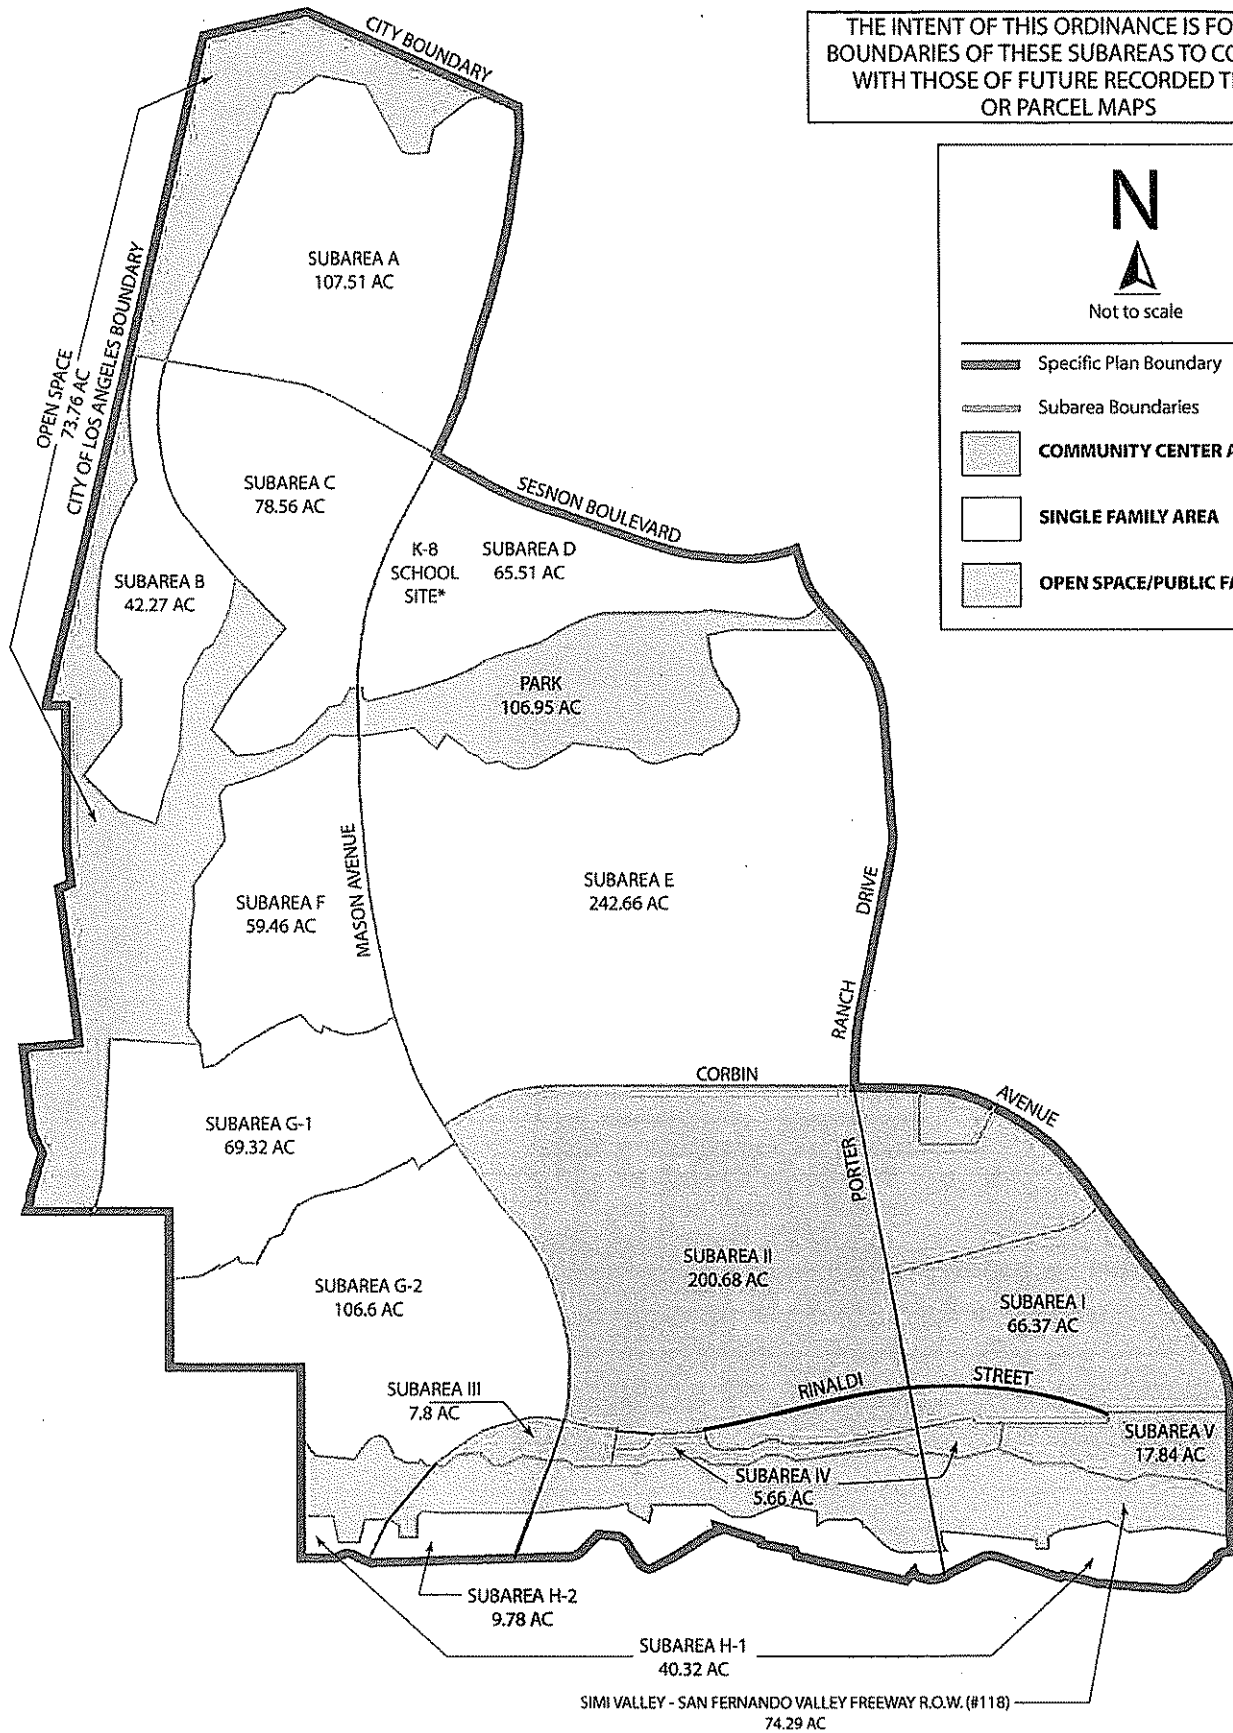 THE INTENT OF THIS ORDINANCE IS FO
BOUNDARIES OF THESE SUBAREAS TO CO
WITH THOSE OF FUTURE RECORDED T
OR PARCEL MAPS
N
Not to scale
Specific Plan Boundary
Subarea Boundaries
COMMUNITY CENTER A
SINGLE FAMILY AREA
OPEN SPACE/PUBLIC FA
CITY BOUNDARY
SUBAREA A
107.51 AC
OPEN SPACE
73.76 AC
CITY OF LOS ANGELES BOUNDARY
SUBAREA C
78.56 AC
SESNON BOULEVARD
K-8
SCHOOL
SITE*
SUBAREA D
65.51 AC
SUBAREA B
42.27 AC
PARK
106.95 AC
MASON AVENUE
SUBAREA E
242.66 AC
SUBAREA F
59.46 AC
DRIVE
RANCH
PORTER
CORBIN
AVENUE
SUBAREA G-1
69.32 AC
SUBAREA II
200.68 AC
SUBAREA G-2
106.6 AC
SUBAREA I
66.37 AC
RINALDI
STREET
SUBAREA III
7.8 AC
SUBAREA V
17.84 AC
SUBAREA IV
5.66 AC
SUBAREA H-2
9.78 AC
SUBAREA H-1
40.32 AC
SIMI VALLEY - SAN FERNANDO VALLEY FREEWAY R.O.W. (#118)
74.29 AC